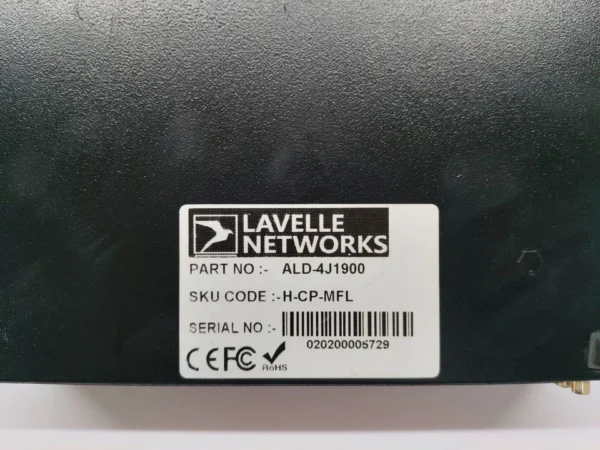 LAVELLE
NETWORKS
PART NO :- ALD-4J1900
SKU CODE :-H-CP-MFL
SERIAL NO :-
020200005729
CE FC RoHS